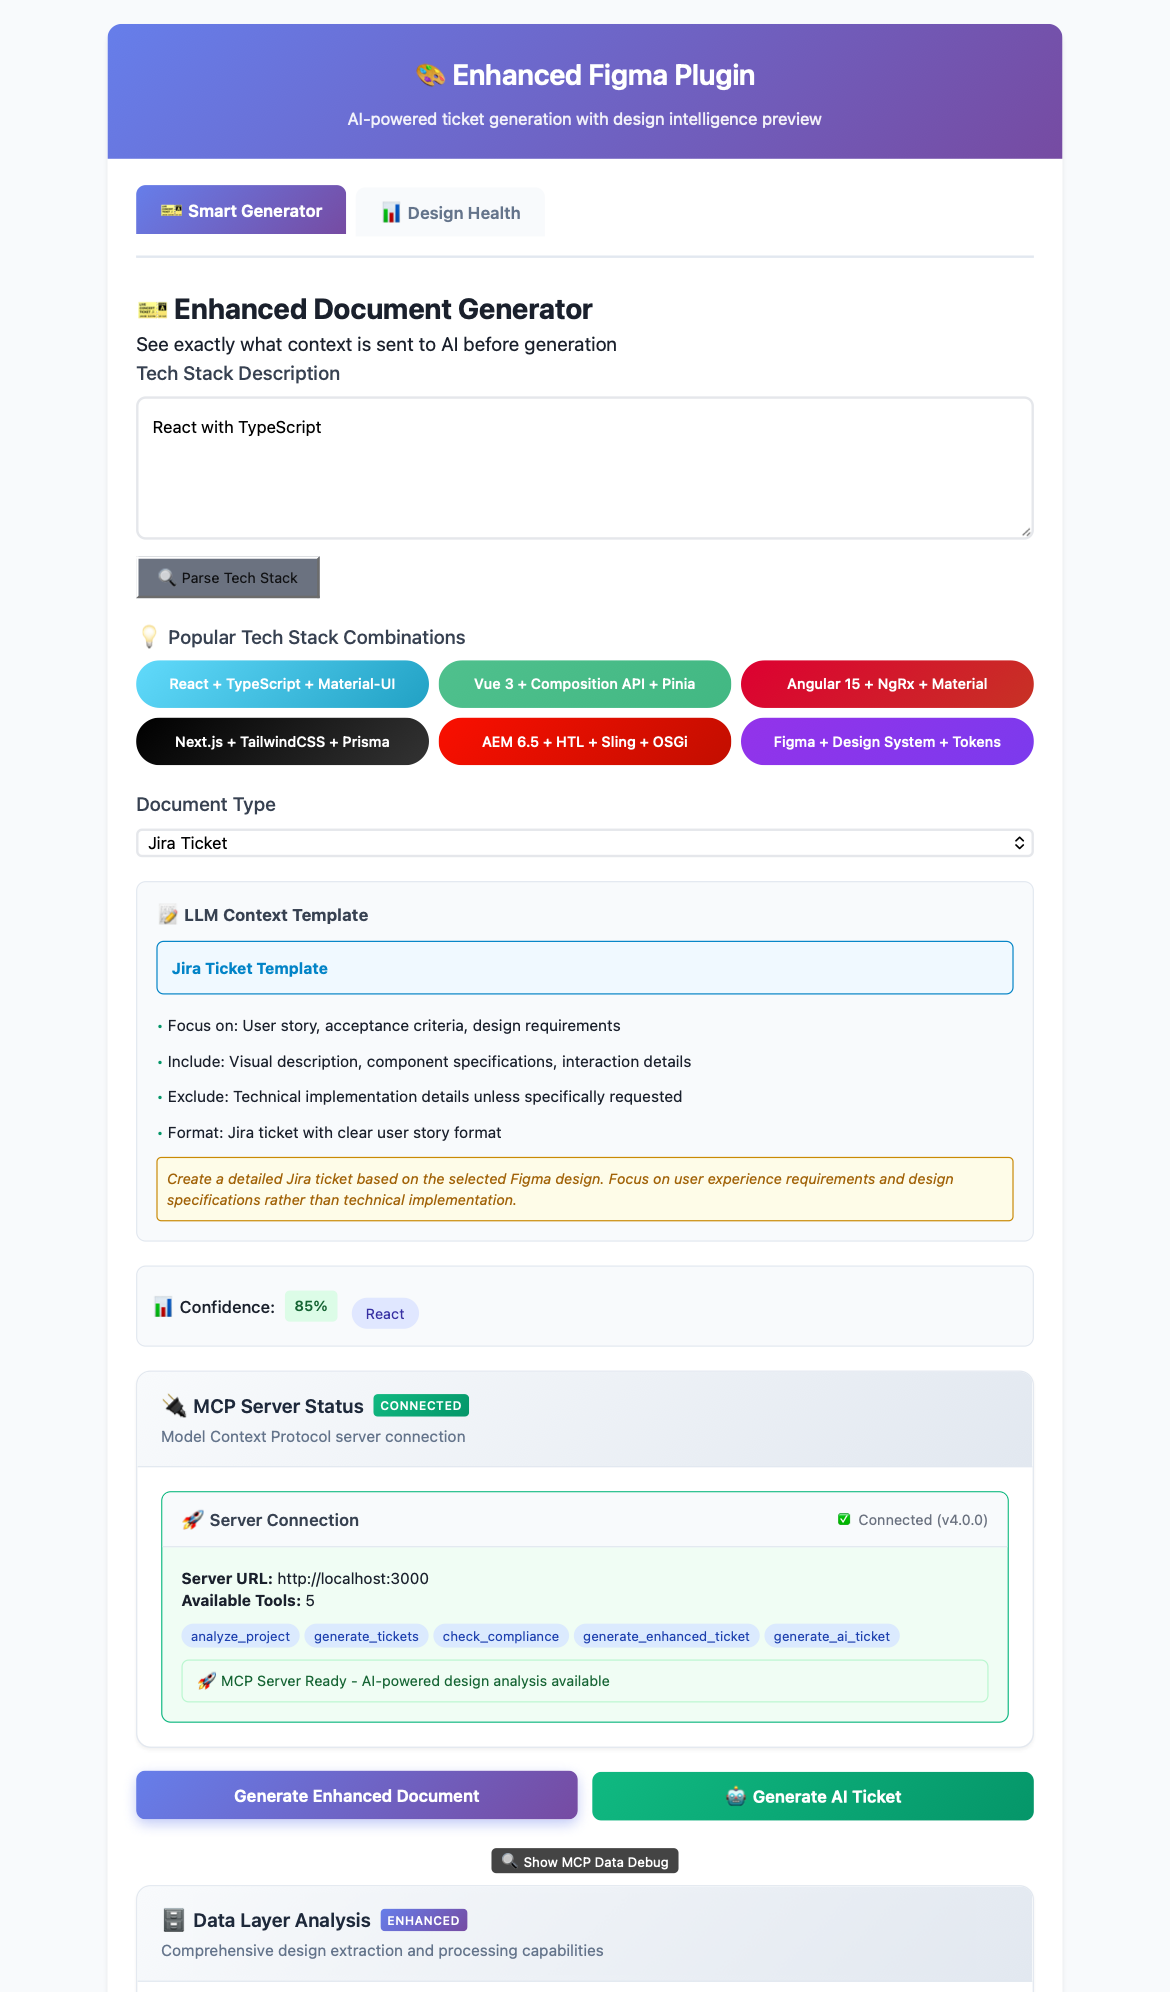 Enhanced Figma Plugin
AI-powered ticket generation with design intelligence preview
Smart Generator
Design Health
Enhanced Document Generator
See exactly what context is sent to AI before generation
Tech Stack Description
React with TypeScript
Parse Tech Stack
Popular Tech Stack Combinations
React + TypeScript + Material-UI
Vue 3 + Composition API + Pinia
Angular 15 + NgRx + Material
Next.js + TailwindCSS + Prisma
AEM 6.5 + HTL + Sling + OSGi
Figma + Design System + Tokens
Document Type
Jira Ticket
LLM Context Template
Jira Ticket Template
• Focus on: User story, acceptance criteria, design requirements
• Include: Visual description, component specifications, interaction details
• Exclude: Technical implementation details unless specifically requested
• Format: Jira ticket with clear user story format
Create a detailed Jira ticket based on the selected Figma design. Focus on user experience requirements and design
specifications rather than technical implementation.
Confidence: 85% React
MCP Server Status CONNECTED
Model Context Protocol server connection
Server Connection
Connected (v4.0.0)
Server URL: http://localhost:3000
Available Tools: 5
analyze_project generate_tickets check_compliance generate_enhanced_ticket generate_ai_ticket
MCP Server Ready - AI-powered design analysis available
Generate Enhanced Document
Generate AI Ticket
Show MCP Data Debug
Data Layer Analysis ENHANCED
Comprehensive design extraction and processing capabilities